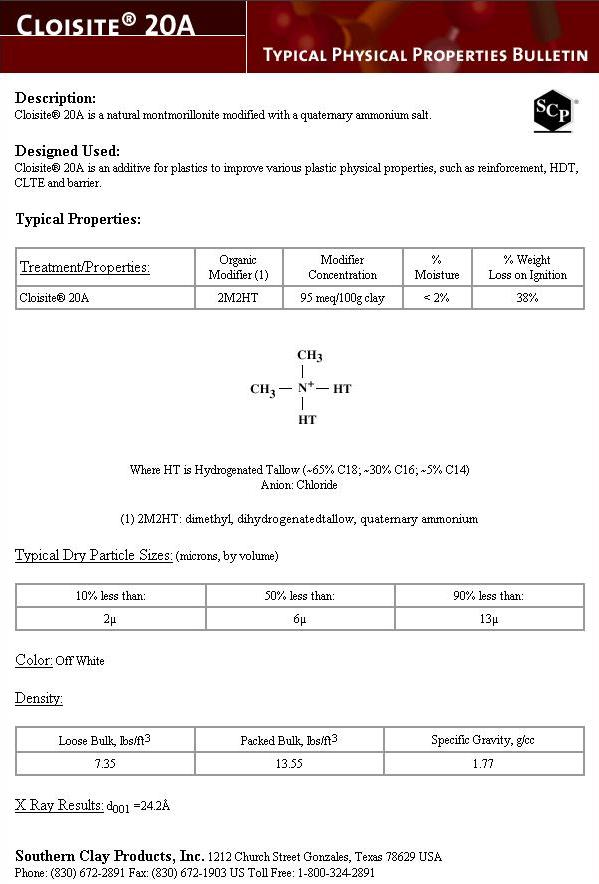 CLOISITE® 20A
TYPICAL PHYSICAL PROPERTIES BULLETIN
Description:
Cloisite® 20A is a natural montmorillonite modified with a quaternary ammonium salt.
SCP®
Designed Used:
Cloisite® 20A is an additive for plastics to improve various plastic physical properties, such as reinforcement, HDT,
CLTE and barrier.
Typical Properties:
Treatment/Properties: Organic Modifier (1) Modifier Concentration % Moisture % Weight Loss on Ignition
Cloisite® 20A 2M2HT 95 meq/100g clay < 2% 38%
CH3
CH3 — N+ — HT
HT
Where HT is Hydrogenated Tallow (~65% C18; ~30% C16; ~5% C14)
Anion: Chloride
(1) 2M2HT: dimethyl, dihydrogenatedtallow, quaternary ammonium
Typical Dry Particle Sizes: (microns, by volume)
10% less than: 50% less than: 90% less than:
2µ 6µ 13µ
Color: Off White
Density:
Loose Bulk, lbs/ft3 Packed Bulk, lbs/ft3 Specific Gravity, g/cc
7.35 13.55 1.77
X Ray Results: d001 =24.2Å
Southern Clay Products, Inc. 1212 Church Street Gonzales, Texas 78629 USA
Phone: (830) 672-2891 Fax: (830) 672-1903 US Toll Free: 1-800-324-2891